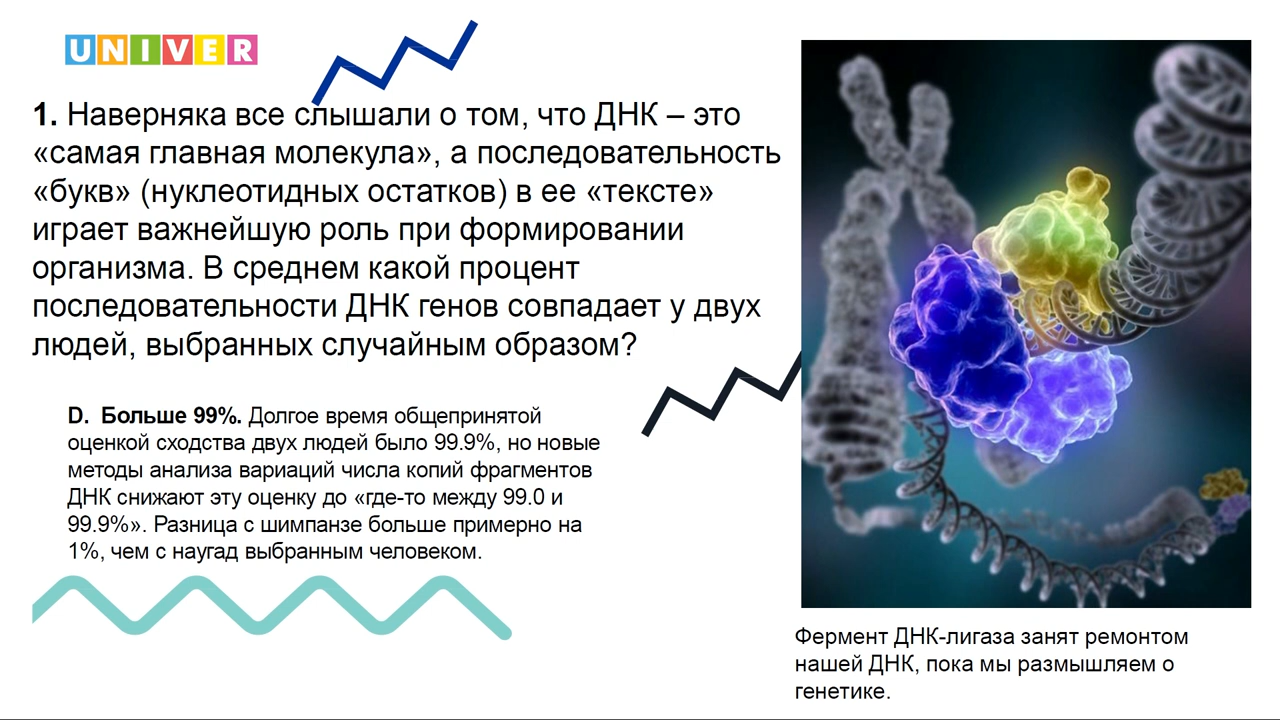 UNIVER
1. Наверняка все слышали о том, что ДНК – это
«самая главная молекула», а последовательность
«букв» (нуклеотидных остатков) в ее «тексте»
играет важнейшую роль при формировании
организма. В среднем какой процент
последовательности ДНК генов совпадает у двух
людей, выбранных случайным образом?
D. Больше 99%. Долгое время общепринятой
оценкой сходства двух людей было 99.9%, но новые
методы анализа вариаций числа копий фрагментов
ДНК снижают эту оценку до «где-то между 99.0 и
99.9%». Разница с шимпанзе больше примерно на
1%, чем с наугад выбранным человеком.
Фермент ДНК-лигаза занят ремонтом
нашей ДНК, пока мы размышляем о
генетике.